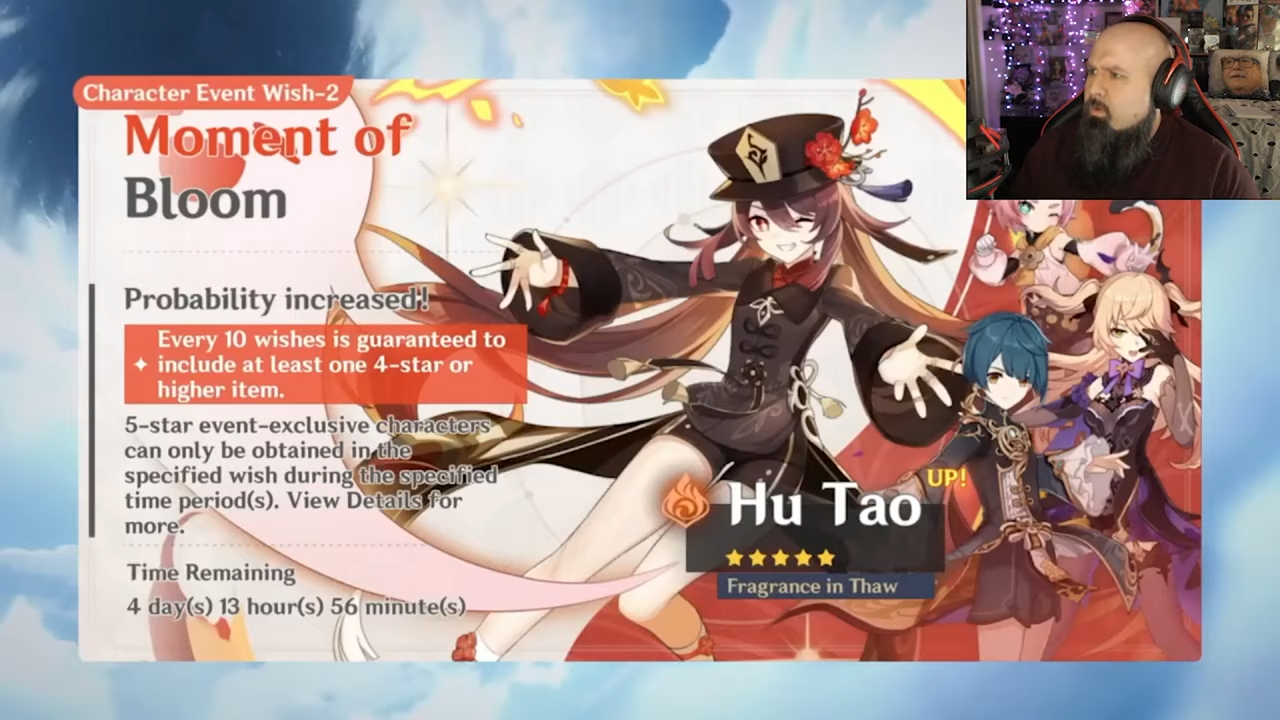 Character Event Wish-2
Moment of
Bloom
Probability increased!
Every 10 wishes is guaranteed to
include at least one 4-star or
higher item.
5-star event-exclusive characters
can only be obtained in the
specified wish during the specified
time period(s). View Details for
more.
Time Remaining
4 day(s) 13 hour(s) 56 minute(s)
UP!
Hu Tao
Fragrance in Thaw